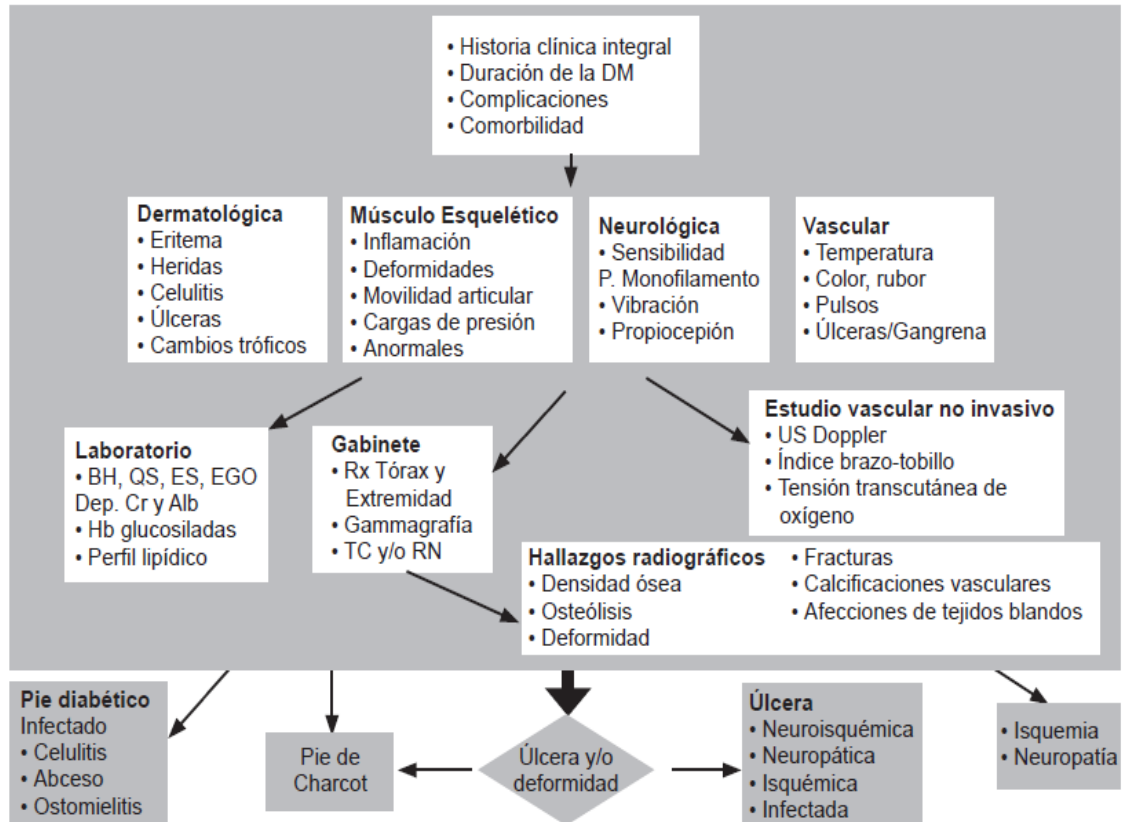 • Historia clínica integral
• Duración de la DM
• Complicaciones
• Comorbilidad
Dermatológica
• Eritema
• Heridas
• Celulitis
• Úlceras
• Cambios tróficos
Músculo Esquelético
• Inflamación
• Deformidades
• Movilidad articular
• Cargas de presión
• Anormales
Neurológica
• Sensibilidad
P. Monofilamento
• Vibración
• Propiocepión
Vascular
• Temperatura
• Color, rubor
• Pulsos
• Úlceras/Gangrena
Laboratorio
• BH, QS, ES, EGO
Dep. Cr y Alb
• Hb glucosiladas
• Perfil lipídico
Gabinete
• Rx Tórax y
Extremidad
• Gammagrafía
• TC y/o RN
Estudio vascular no invasivo
• US Doppler
• Índice brazo-tobillo
• Tensión transcutánea de
oxígeno
Hallazgos radiográficos
• Densidad ósea
• Osteólisis
• Deformidad
• Fracturas
• Calcificaciones vasculares
• Afecciones de tejidos blandos
Pie diabético
Infectado
• Celulitis
• Abceso
• Ostomielitis
Pie de
Charcot
Úlcera y/o
deformidad
Úlcera
• Neuroisquémica
• Neuropática
• Isquémica
• Infectada
• Isquemia
• Neuropatía